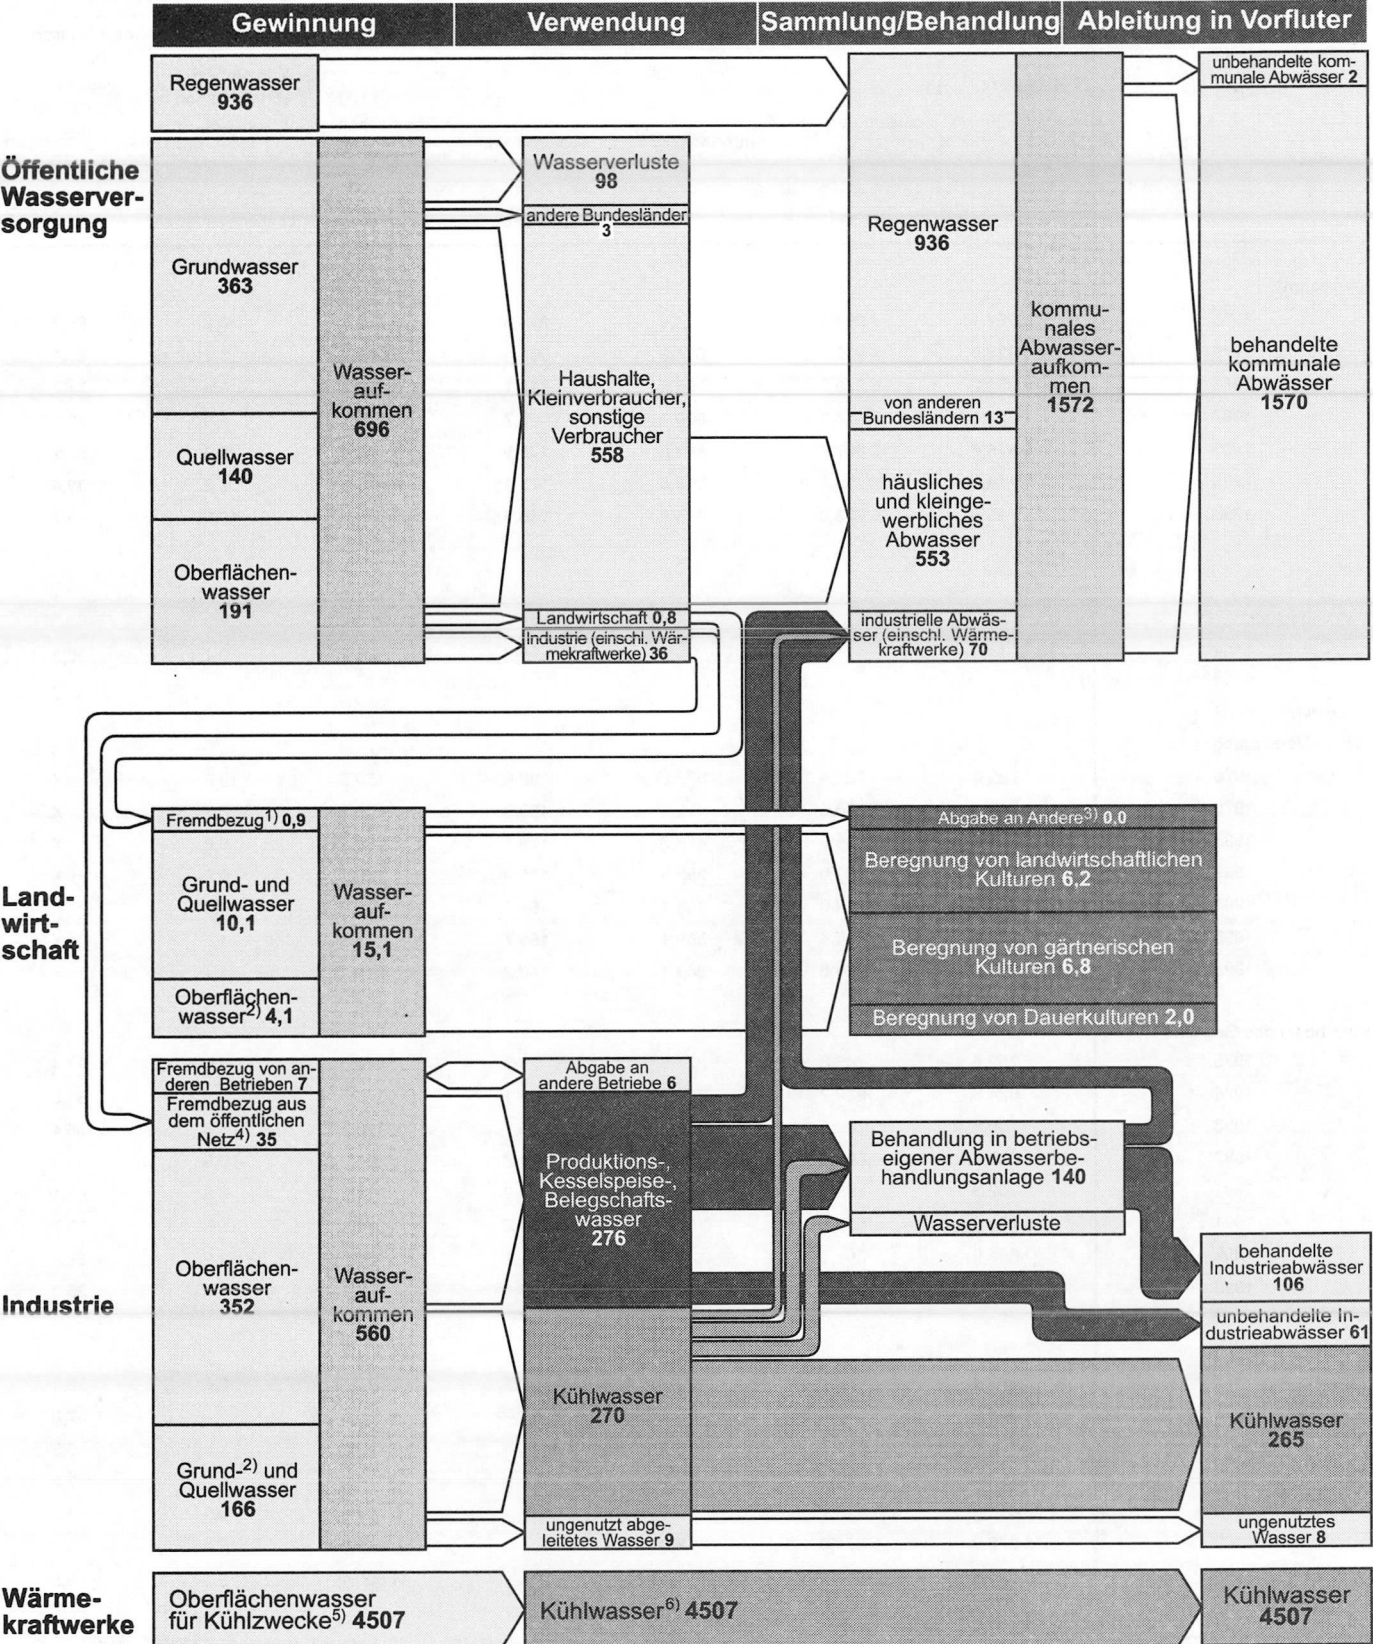 Gewinnung
Verwendung
Sammlung/Behandlung
Ableitung in Vorfluter
Öffentliche
Wasserver-
sorgung
Regenwasser
936
Grundwasser
363
Quellwasser
140
Oberflächen-
wasser
191
Wasser-
auf-
kommen
696
Wasserverluste
98
andere Bundesländer
3
Haushalte,
Kleinverbraucher,
sonstige
Verbraucher
558
Landwirtschaft 0,8
Industrie (einschl. Wär-
mekraftwerke) 36
Regenwasser
936
von anderen
Bundesländern 13
häusliches
und kleinge-
werbliches
Abwasser
553
industrielle Abwäs-
ser (einschl. Wärme-
kraftwerke) 70
kommu-
nales
Abwasser-
aufkom-
men
1572
unbehandelte kom-
munale Abwässer 2
behandelte
kommunale
Abwässer
1570
Land-
wirt-
schaft
Fremdbezug1) 0,9
Grund- und
Quellwasser
10,1
Oberflächen-
wasser2) 4,1
Wasser-
auf-
kommen
15,1
Abgabe an Andere3) 0,0
Beregnung von landwirtschaftlichen
Kulturen 6,2
Beregnung von gärtnerischen
Kulturen 6,8
Beregnung von Dauerkulturen 2,0
Industrie
Fremdbezug von an-
deren Betrieben 7
Fremdbezug aus
dem öffentlichen
Netz4) 35
Oberflächen-
wasser
352
Grund-2) und
Quellwasser
166
Wasser-
auf-
kommen
560
Abgabe an
andere Betriebe 6
Produktions-,
Kesselspeise-,
Belegschafts-
wasser
276
Kühlwasser
270
ungenutzt abge-
leitetes Wasser 9
Behandlung in betriebs-
eigener Abwasserbe-
handlungsanlage 140
Wasserverluste
behandelte
Industrieabwässer
106
unbehandelte In-
dustrieabwässer 61
Kühlwasser
265
ungenutztes
Wasser 8
Wärme-
kraftwerke
Oberflächenwasser
für Kühlzwecke5) 4507
Kühlwasser6) 4507
Kühlwasser
4507